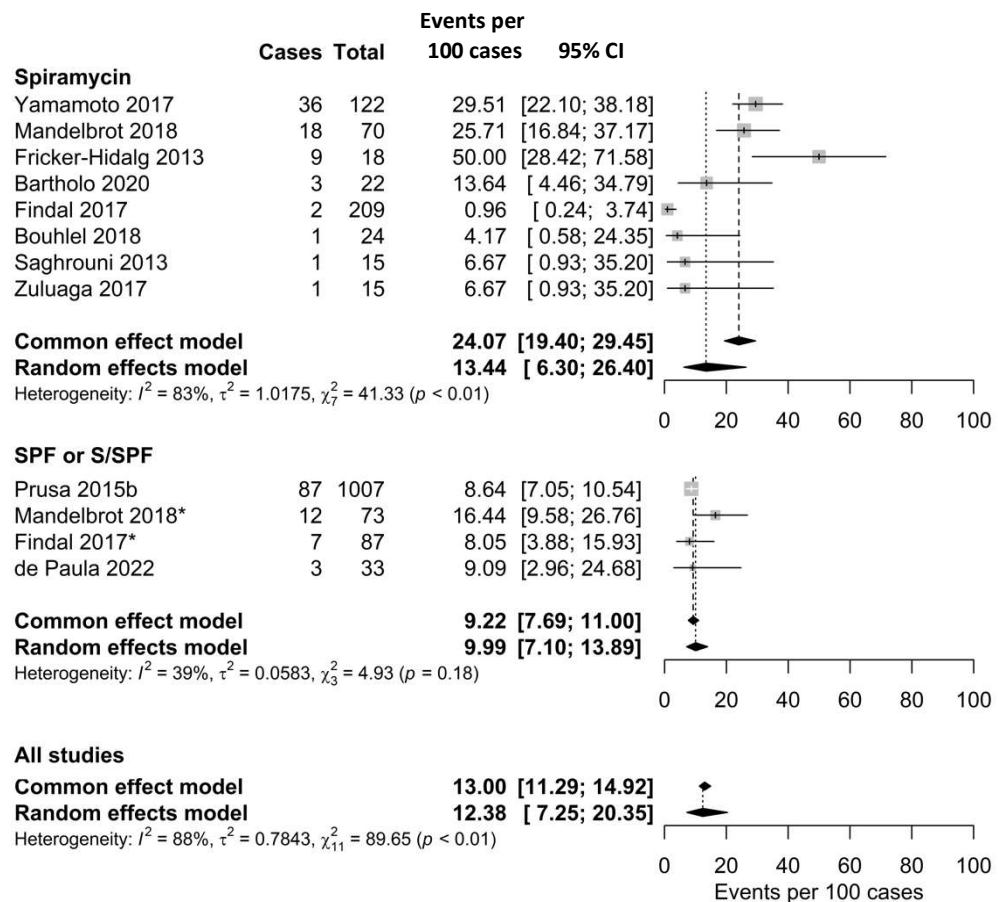 Events per
Cases Total 100 cases 95% CI
Spiramycin
Yamamoto 2017 36 122 29.51 [22.10; 38.18]
Mandelbrot 2018 18 70 25.71 [16.84; 37.17]
Fricker-Hidalg 2013 9 18 50.00 [28.42; 71.58]
Bartholo 2020 3 22 13.64 [ 4.46; 34.79]
Findal 2017 2 209 0.96 [ 0.24; 3.74]
Bouhlel 2018 1 24 4.17 [ 0.58; 24.35]
Saghrouni 2013 1 15 6.67 [ 0.93; 35.20]
Zuluaga 2017 1 15 6.67 [ 0.93; 35.20]
Common effect model 24.07 [19.40; 29.45]
Random effects model 13.44 [ 6.30; 26.40]
Heterogeneity: I² = 83%, τ² = 1.0175, χ²₇ = 41.33 (p < 0.01)
0 20 40 60 80 100
SPF or S/SPF
Prusa 2015b 87 1007 8.64 [7.05; 10.54]
Mandelbrot 2018* 12 73 16.44 [9.58; 26.76]
Findal 2017* 7 87 8.05 [3.88; 15.93]
de Paula 2022 3 33 9.09 [2.96; 24.68]
Common effect model 9.22 [7.69; 11.00]
Random effects model 9.99 [7.10; 13.89]
Heterogeneity: I² = 39%, τ² = 0.0583, χ²₃ = 4.93 (p = 0.18)
0 20 40 60 80 100
All studies
Common effect model 13.00 [11.29; 14.92]
Random effects model 12.38 [ 7.25; 20.35]
Heterogeneity: I² = 88%, τ² = 0.7843, χ²₁₁ = 89.65 (p < 0.01)
0 20 40 60 80 100
Events per 100 cases